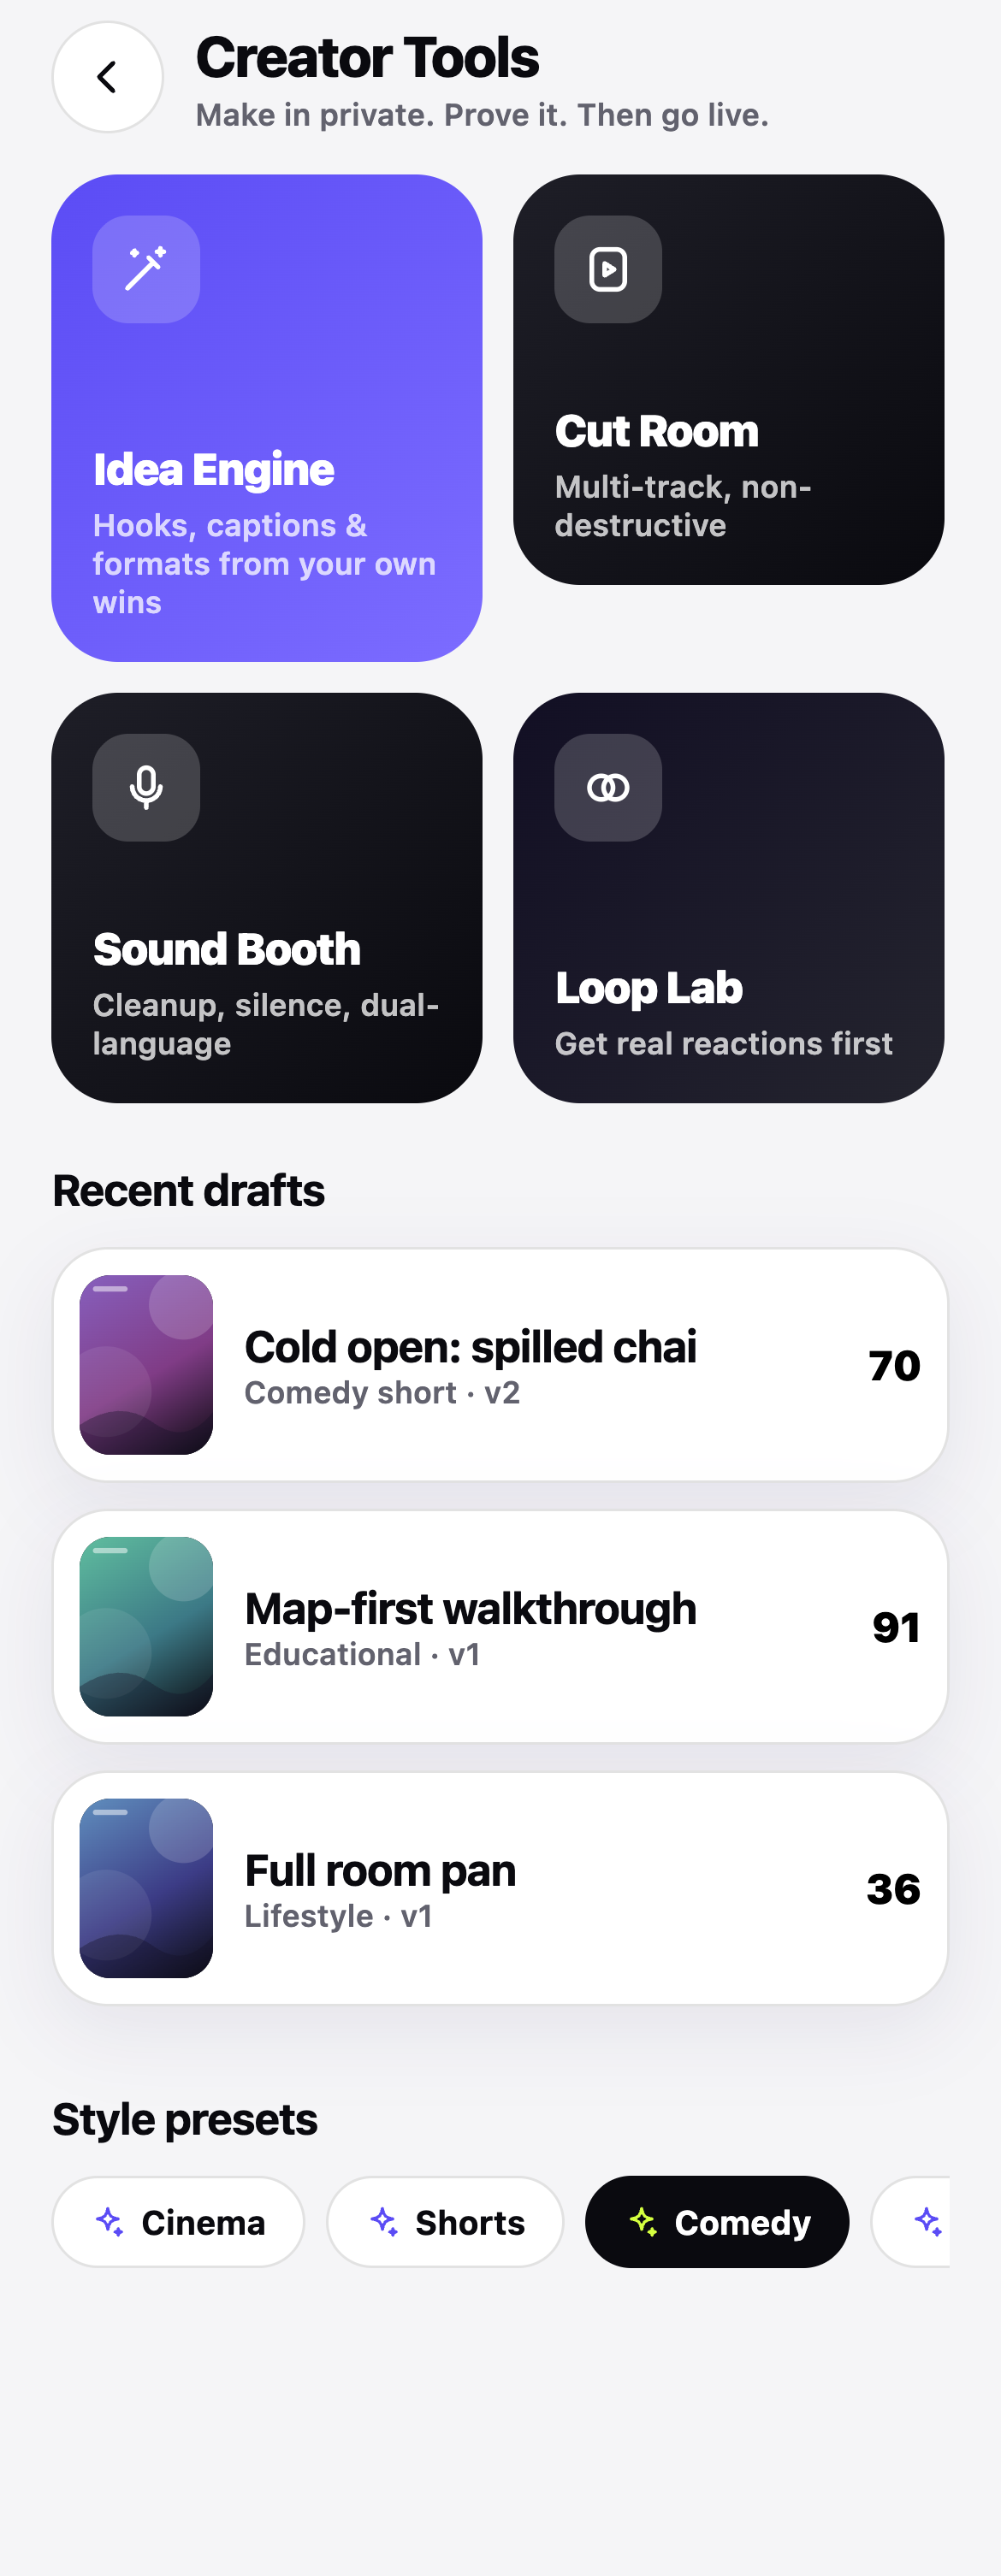 Creator Tools
Make in private. Prove it. Then go live.
Idea Engine
Hooks, captions &
formats from your own
wins
Cut Room
Multi-track, non-
destructive
Sound Booth
Cleanup, silence, dual-
language
Loop Lab
Get real reactions first
Recent drafts
Cold open: spilled chai
Comedy short · v2
70
Map-first walkthrough
Educational · v1
91
Full room pan
Lifestyle · v1
36
Style presets
Cinema
Shorts
Comedy